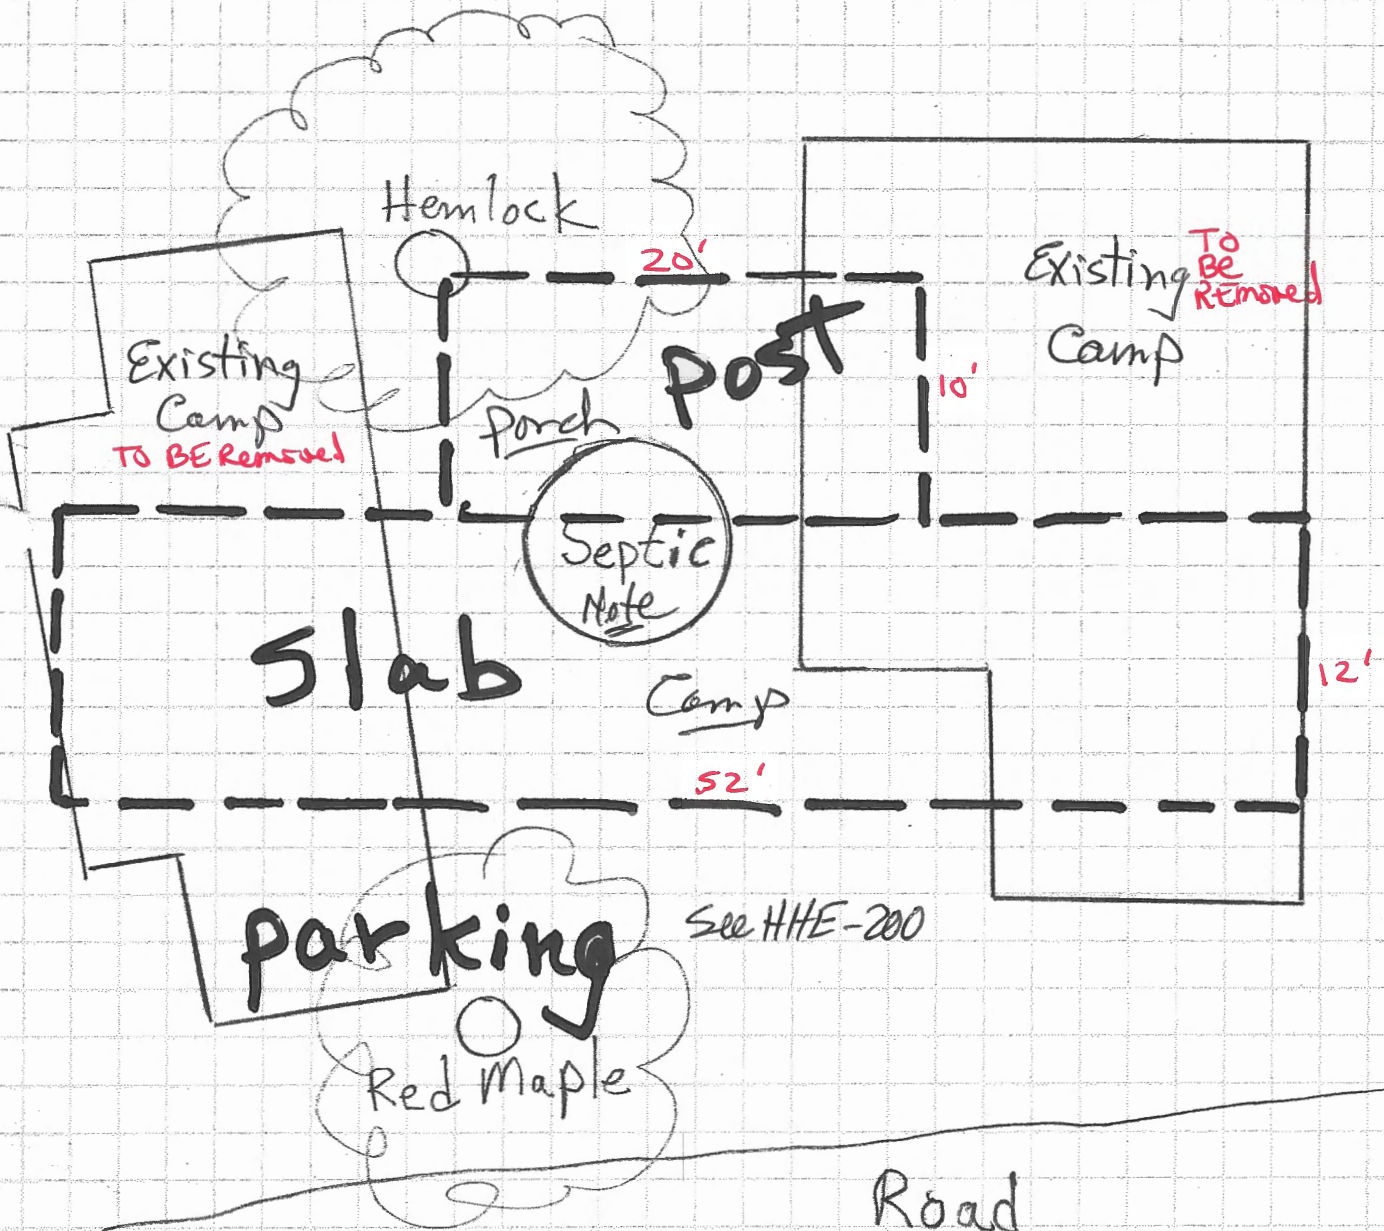 Hemlock
20'
Existing
TO
BE
REMOVED
Camp
post
10'
Existing
Camp
TO BE Removed
porch
Septic
Note
Slab
Camp
12'
52'
parking
See HHE-200
Red Maple
Road